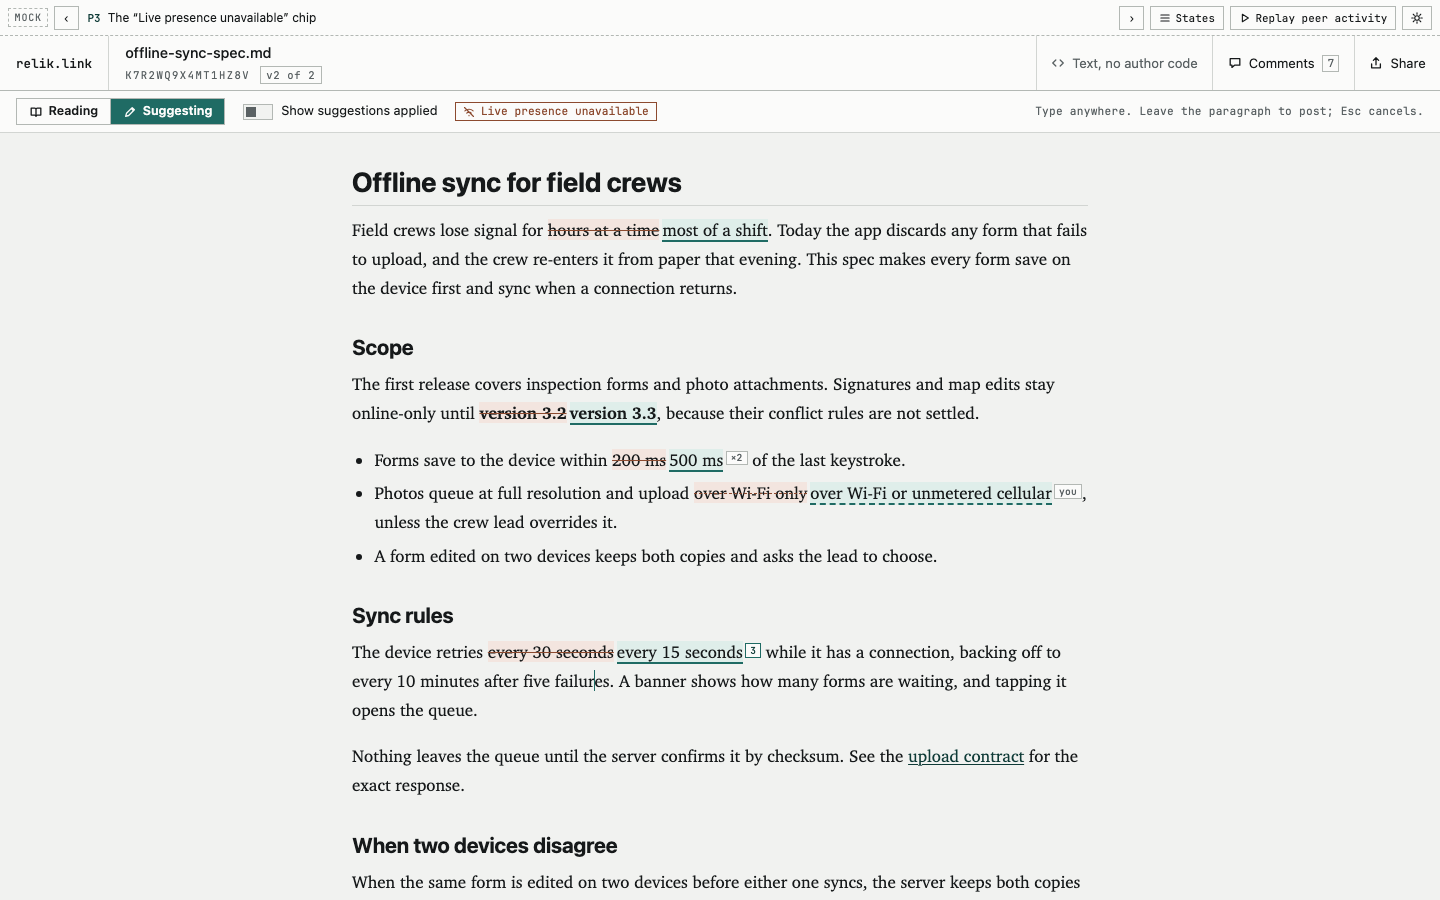 MOCK ‹ P3 The “Live presence unavailable” chip › States Replay peer activity
relik.link
offline-sync-spec.md
K7R2WQ9X4MT1HZ8V v2 of 2
Text, no author code Comments 7 Share
Reading Suggesting Show suggestions applied Live presence unavailable Type anywhere. Leave the paragraph to post; Esc cancels.
Offline sync for field crews
Field crews lose signal for hours at a time most of a shift. Today the app discards any form that fails
to upload, and the crew re-enters it from paper that evening. This spec makes every form save on
the device first and sync when a connection returns.
Scope
The first release covers inspection forms and photo attachments. Signatures and map edits stay
online-only until version 3.2 version 3.3, because their conflict rules are not settled.
• Forms save to the device within 200 ms 500 ms ×2 of the last keystroke.
• Photos queue at full resolution and upload over Wi-Fi only over Wi-Fi or unmetered cellular you,
unless the crew lead overrides it.
• A form edited on two devices keeps both copies and asks the lead to choose.
Sync rules
The device retries every 30 seconds every 15 seconds 3 while it has a connection, backing off to
every 10 minutes after five failures. A banner shows how many forms are waiting, and tapping it
opens the queue.
Nothing leaves the queue until the server confirms it by checksum. See the upload contract for the
exact response.
When two devices disagree
When the same form is edited on two devices before either one syncs, the server keeps both copies